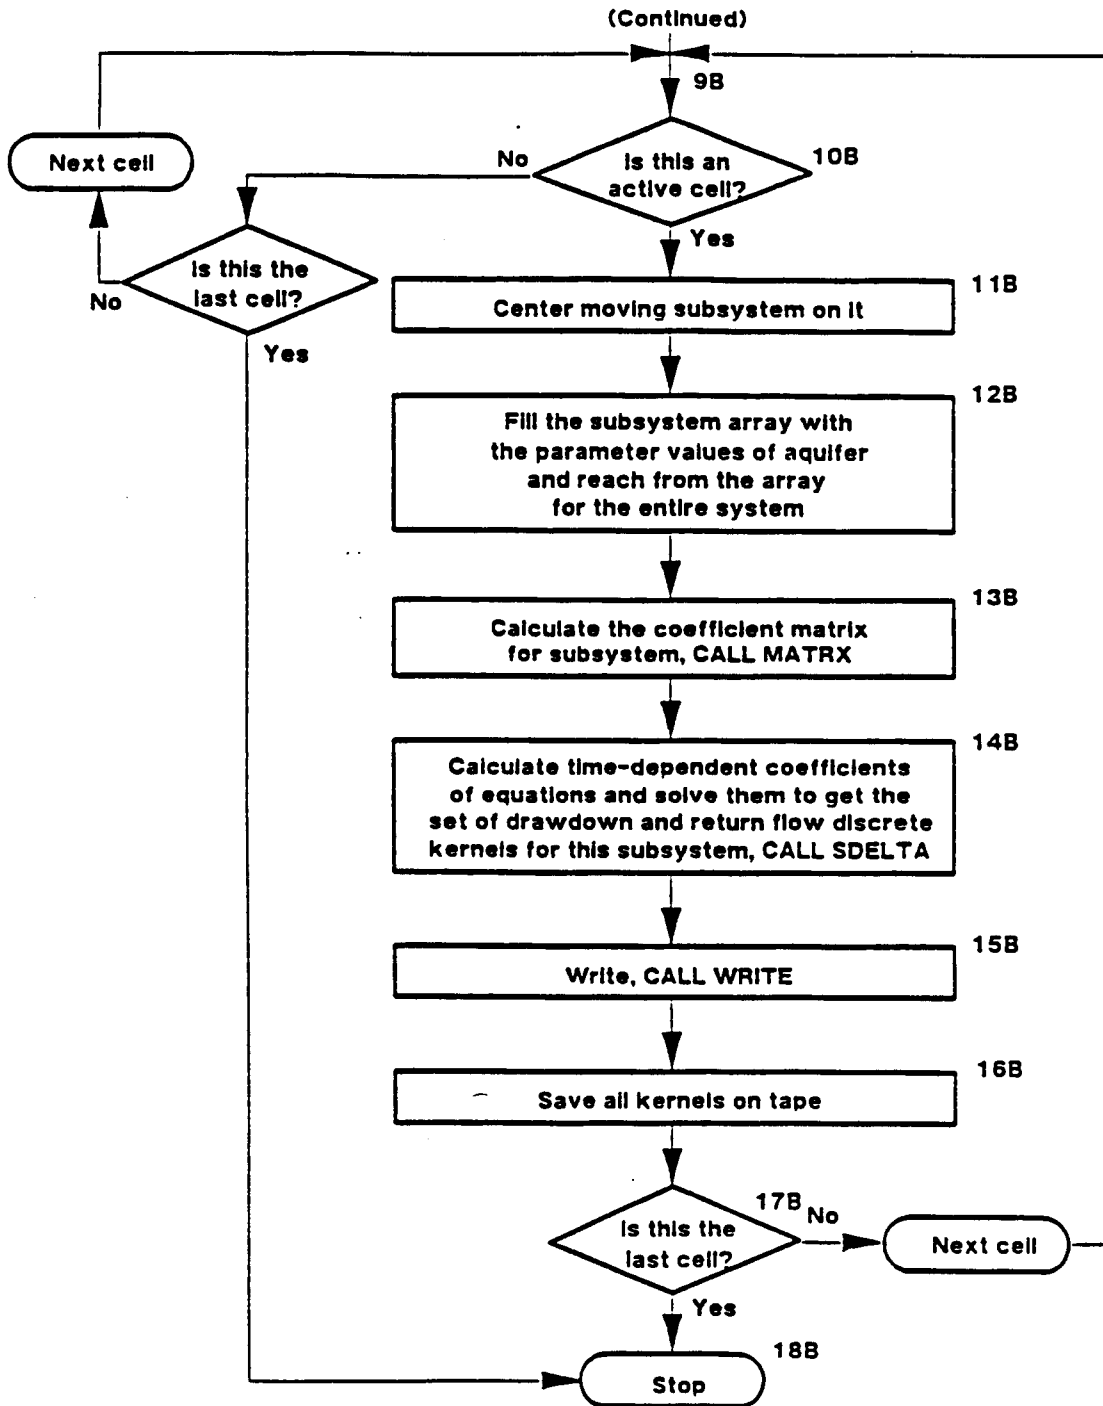 (Continued)
9B
Next cell
No
Is this an
active cell?
10B
Yes
Is this the
last cell?
No
Yes
11B
Center moving subsystem on it
12B
Fill the subsystem array with
the parameter values of aquifer
and reach from the array
for the entire system
13B
Calculate the coefficient matrix
for subsystem, CALL MATRX
14B
Calculate time-dependent coefficients
of equations and solve them to get the
set of drawdown and return flow discrete
kernels for this subsystem, CALL SDELTA
15B
Write, CALL WRITE
16B
Save all kernels on tape
17B
Is this the
last cell?
No
Next cell
Yes
18B
Stop